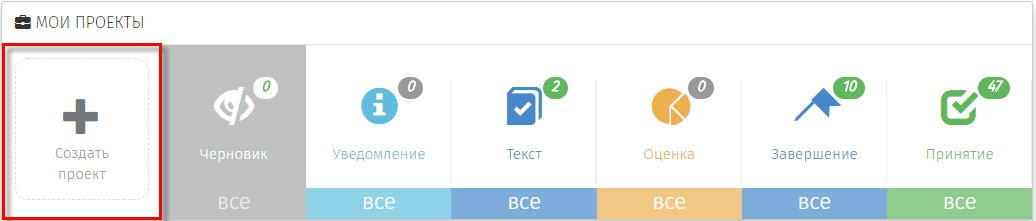 МОИ ПРОЕКТЫ
0 0 2 0 10 47
Создать
проект
Черновик Уведомление Текст Оценка Завершение Принятие
все все все все все все